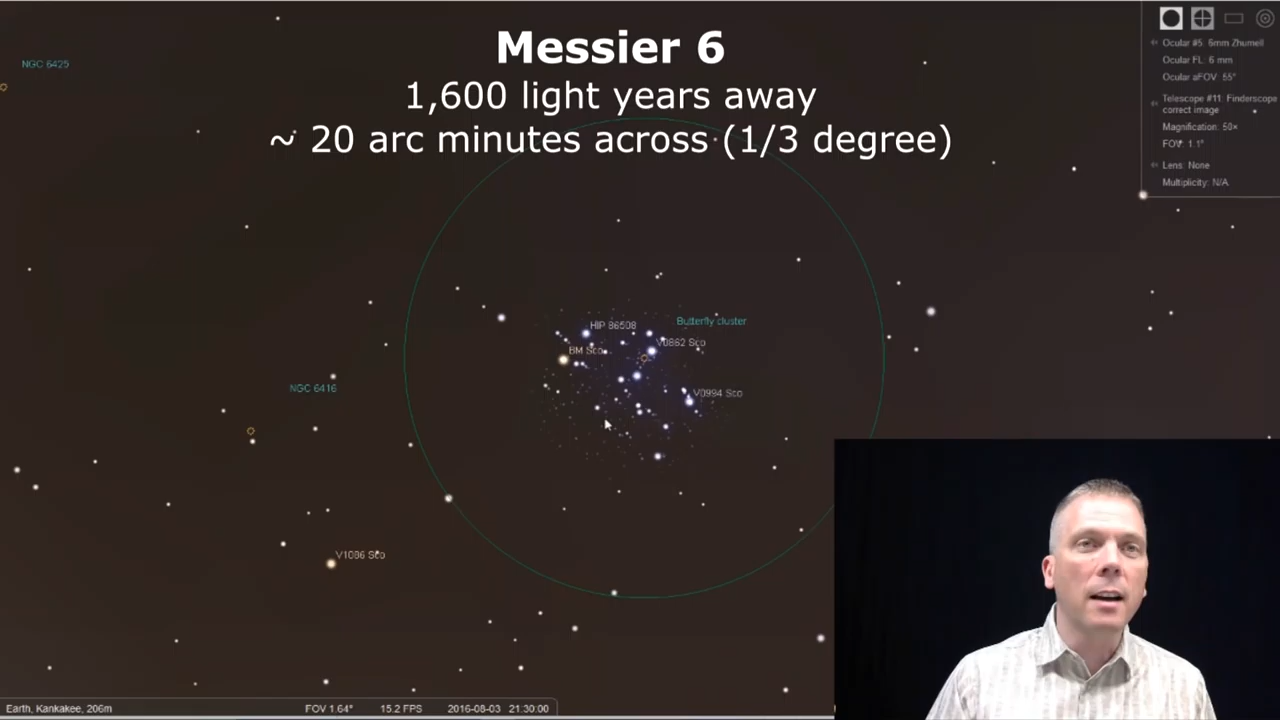 Messier 6
1,600 light years away
~ 20 arc minutes across (1/3 degree)
Ocular #5: 6mm Zhumell
Ocular FL: 6 mm
Ocular aFOV: 55°
Telescope #11: Finderscope
correct image
Magnification: 50×
FOV: 1.1°
Lens: None
Multiplicity: N/A
NGC 6425
HIP 86508
Butterfly cluster
V0862 Sco
BM Sco
NGC 6416
V0994 Sco
V1086 Sco
Earth, Kankakee, 206m
FOV 1.64°
15.2 FPS
2016-08-03 21:30:00